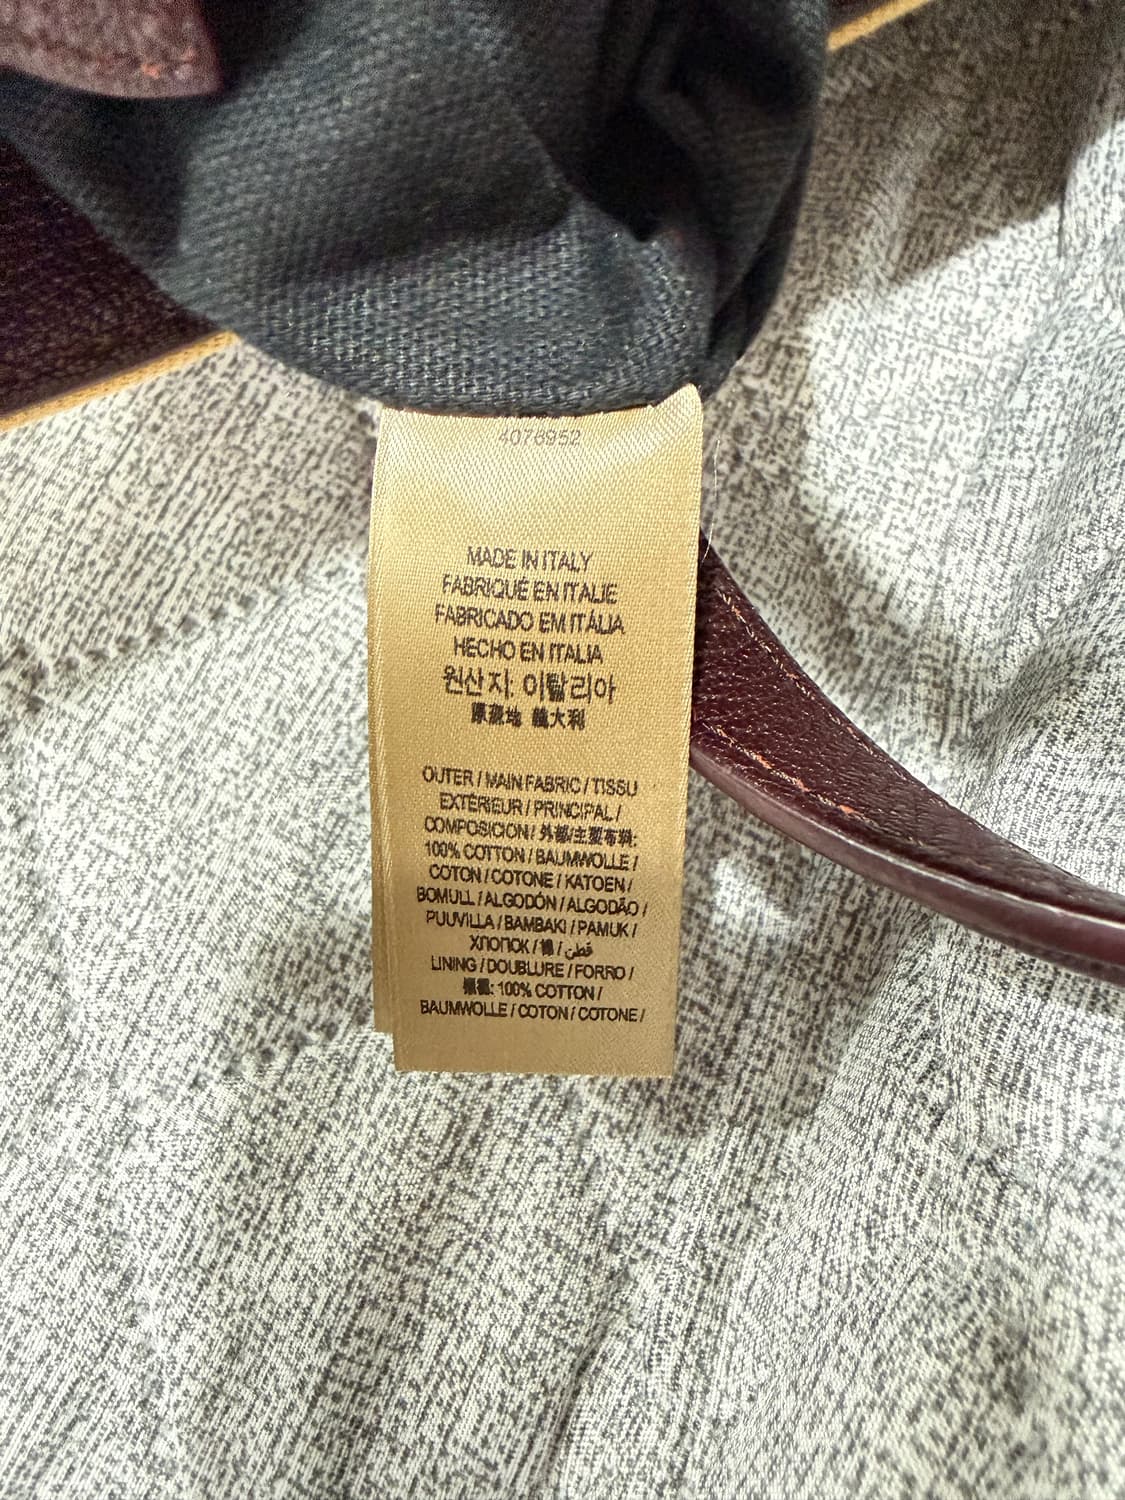 4076952
MADE IN ITALY
FABRIQUÉ EN ITALIE
FABRICADO EM ITÁLIA
HECHO EN ITALIA
원산지: 이탈리아
原產地 義大利
OUTER / MAIN FABRIC / TISSU
EXTÉRIEUR / PRINCIPAL /
COMPOSICION / 外部/主要布料:
100% COTTON / BAUMWOLLE /
COTON / COTONE / KATOEN /
BOMULL / ALGODÓN / ALGODÃO /
PUUVILLA / BAMBAKI / PAMUK /
ХЛОПОК / 棉 / قطن
LINING / DOUBLURE / FORRO /
100% COTTON /
BAUMWOLLE / COTON / COTONE /